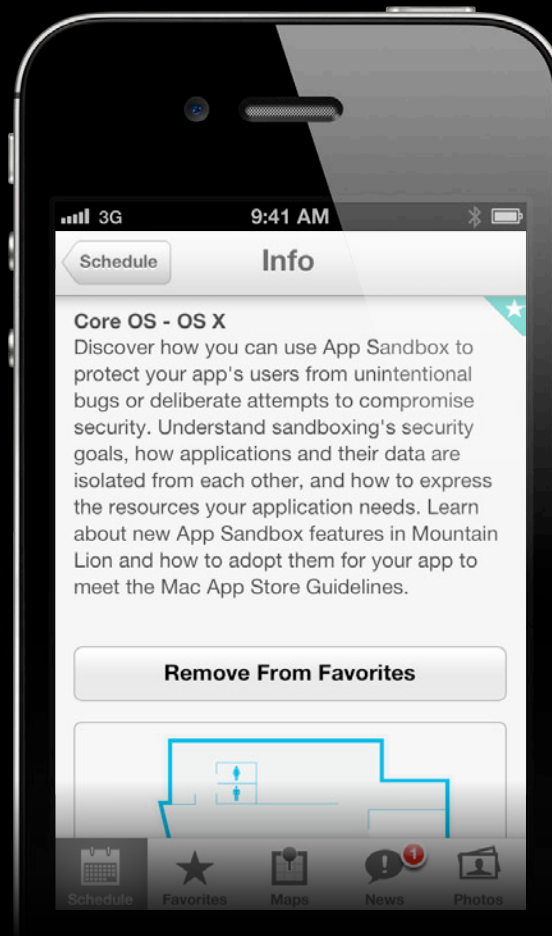 3G 9:41 AM
Schedule Info
Core OS - OS X
Discover how you can use App Sandbox to
protect your app's users from unintentional
bugs or deliberate attempts to compromise
security. Understand sandboxing's security
goals, how applications and their data are
isolated from each other, and how to express
the resources your application needs. Learn
about new App Sandbox features in Mountain
Lion and how to adopt them for your app to
meet the Mac App Store Guidelines.
Remove From Favorites
1
Schedule Favorites Maps News Photos